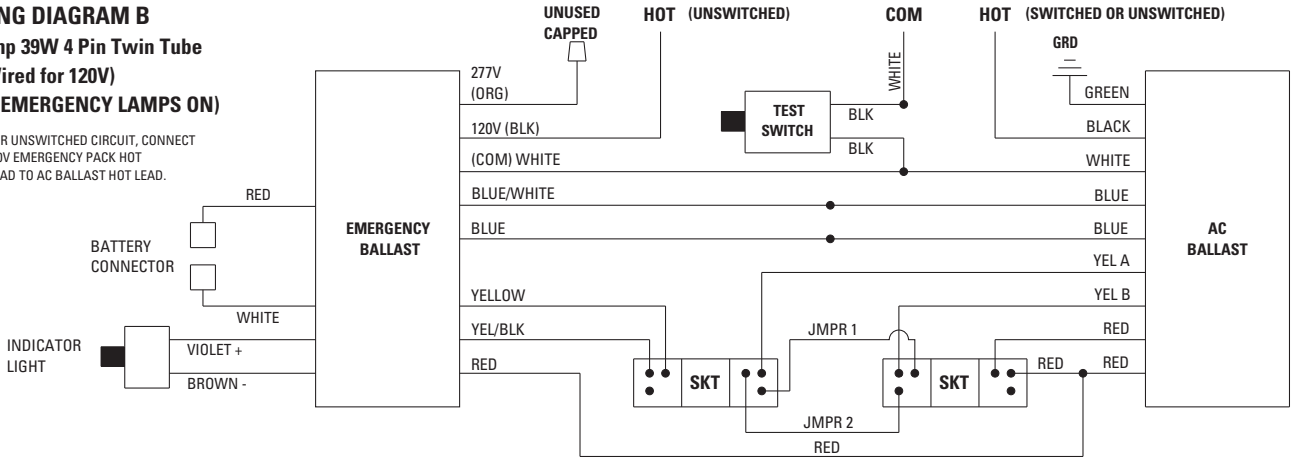 NG DIAGRAM B
np 39W 4 Pin Twin Tube
ired for 120V)
EMERGENCY LAMPS ON)
R UNSWITCHED CIRCUIT, CONNECT
0V EMERGENCY PACK HOT
AD TO AC BALLAST HOT LEAD.
UNUSED
CAPPED
HOT (UNSWITCHED)
COM
HOT (SWITCHED OR UNSWITCHED)
GRD
WHITE
277V
(ORG)
120V (BLK)
(COM) WHITE
BLUE/WHITE
BLUE
YELLOW
YEL/BLK
RED
TEST
SWITCH
BLK
BLK
GREEN
BLACK
WHITE
BLUE
BLUE
YEL A
YEL B
RED
RED
RED
EMERGENCY
BALLAST
AC
BALLAST
RED
BATTERY
CONNECTOR
WHITE
INDICATOR
LIGHT
VIOLET +
BROWN -
JMPR 1
SKT
SKT
JMPR 2
RED